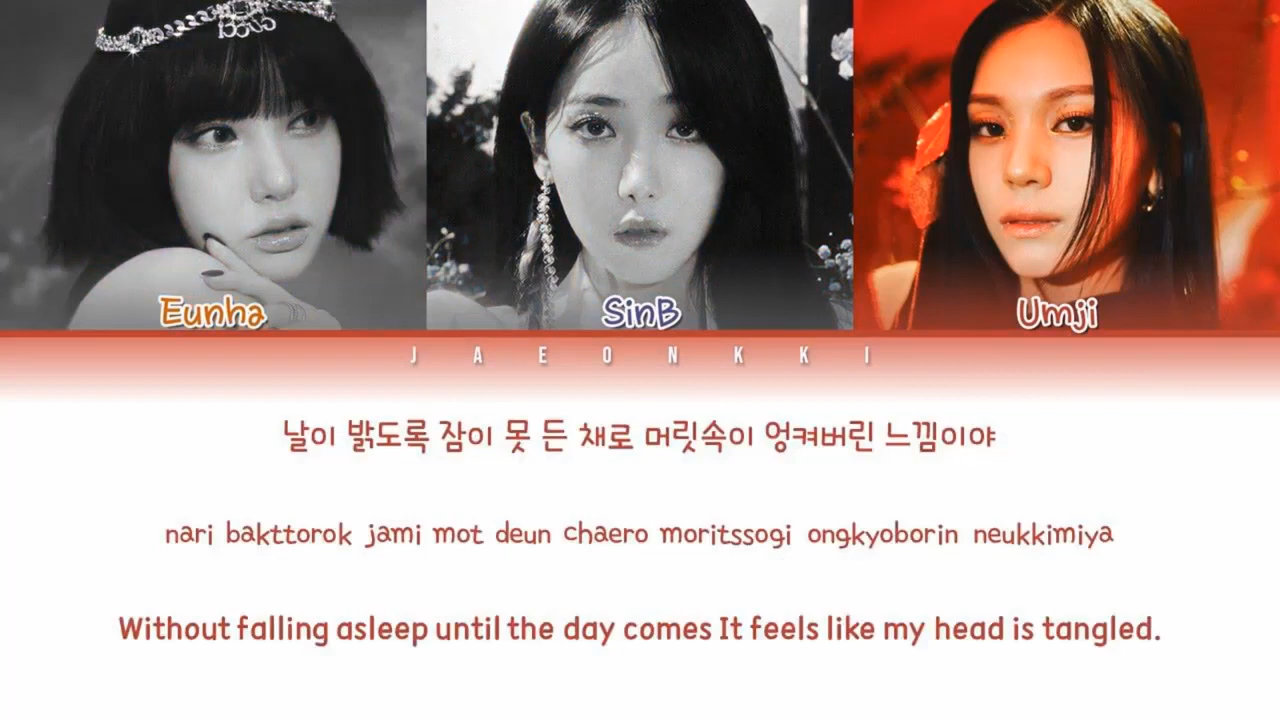 Eunha
SinB
Umji
JAEONKKI
날이 밝도록 잠이 못 든 채로 머릿속이 엉켜버린 느낌이야
nari bakttorok jami mot deun chaero moritssogi ongkyoborin neukkimiya
Without falling asleep until the day comes It feels like my head is tangled.